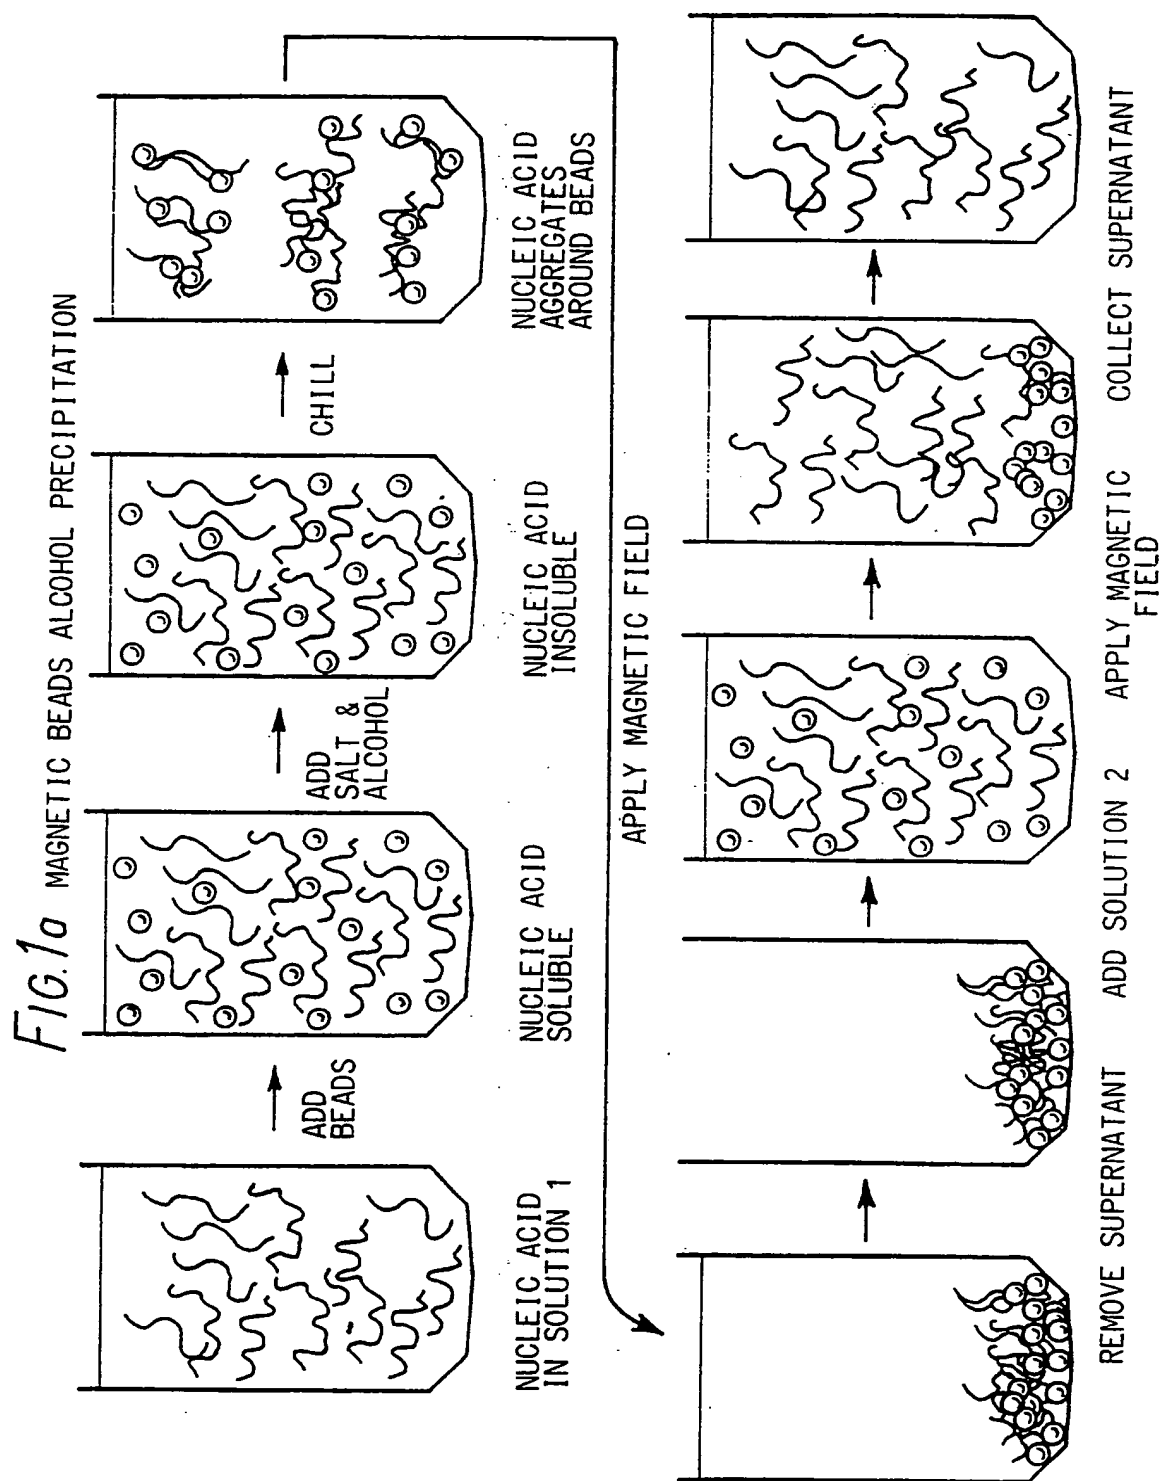 FIG. 1a MAGNETIC BEADS ALCOHOL PRECIPITATION
NUCLEIC ACID
IN SOLUTION 1
ADD
BEADS
NUCLEIC ACID
SOLUBLE
ADD
SALT &
ALCOHOL
NUCLEIC ACID
INSOLUBLE
CHILL
NUCLEIC ACID
AGGREGATES
AROUND BEADS
APPLY MAGNETIC FIELD
REMOVE SUPERNATANT
ADD SOLUTION 2
APPLY MAGNETIC
FIELD
COLLECT SUPERNATANT